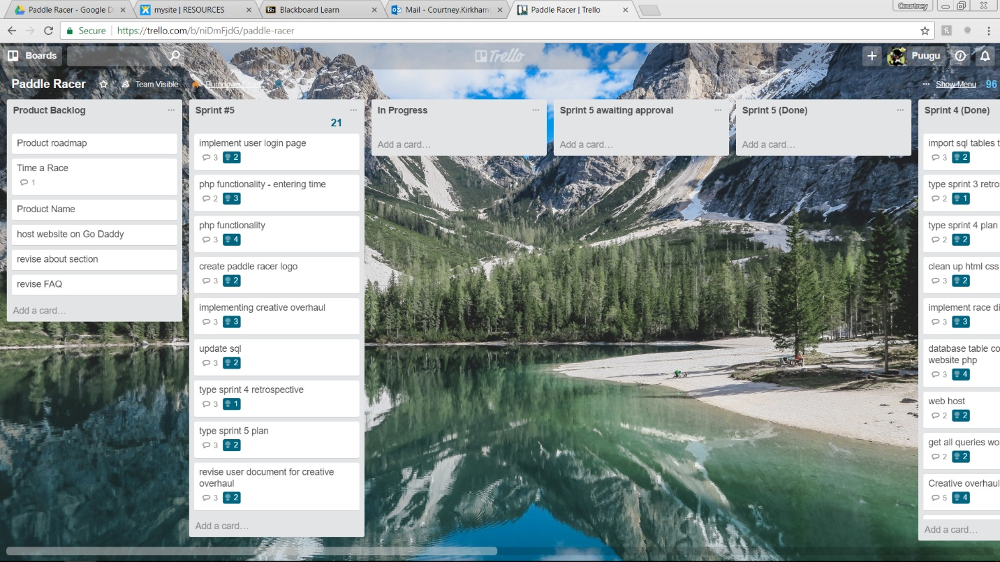 Paddle Racer - Google D
mysite | RESOURCES
Blackboard Learn
Mail - Courtney.Kirkham
Paddle Racer | Trello
Courtney
Secure
https://trello.com/b/niDmFjdG/paddle-racer
Boards
Trello
Puugu
Paddle Racer
Team Visible
Burndown Chart
Show Menu
96
Product Backlog
Product roadmap
Time a Race
1
Product Name
host website on Go Daddy
revise about section
revise FAQ
Add a card…
Sprint #5
21
implement user login page
3 2
php functionality - entering time
2 3
php functionality
3 4
create paddle racer logo
3 2
implementing creative overhaul
3 3
update sql
3 2
type sprint 4 retrospective
3 1
type sprint 5 plan
3 2
revise user document for creative
overhaul
3 2
Add a card…
In Progress
Add a card…
Sprint 5 awaiting approval
Add a card…
Sprint 5 (Done)
Add a card…
Sprint 4 (Done)
import sql tables t
3 2
type sprint 3 retro
2 1
type sprint 4 plan
2 2
clean up html css
3 2
implement race di
3 3
database table co
website php
3 4
web host
2 2
get all queries wo
2 2
Creative overhaul
5 4
Add a card…